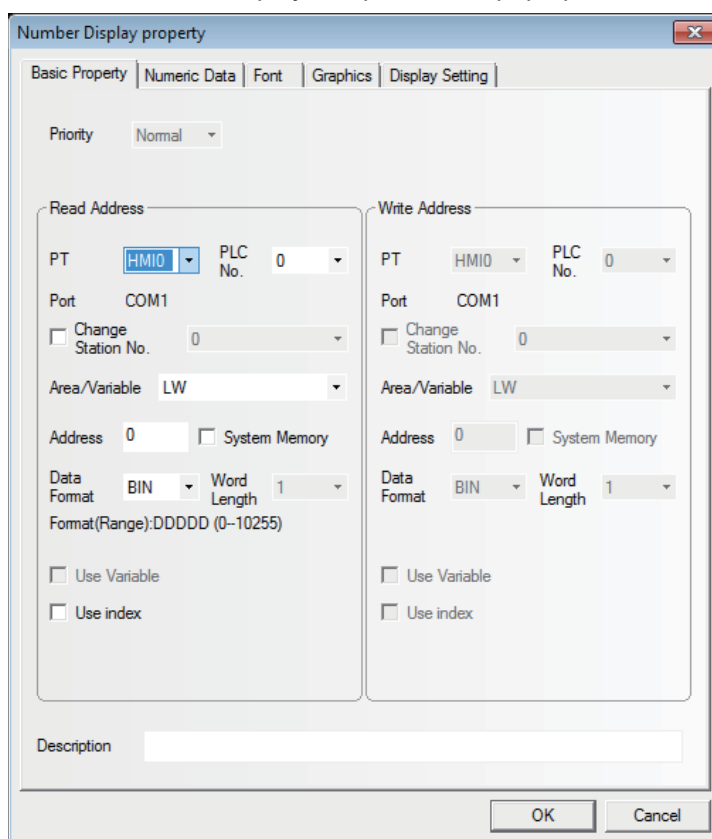 Number Display property
Basic Property Numeric Data Font Graphics Display Setting
Priority Normal
Read Address
PT HMI0 PLC No. 0
Port COM1
Change Station No. 0
Area/Variable LW
Address 0 System Memory
Data Format BIN Word Length 1
Format(Range):DDDDD (0--10255)
Use Variable
Use index
Write Address
PT HMI0 PLC No. 0
Port COM1
Change Station No. 0
Area/Variable LW
Address 0 System Memory
Data Format BIN Word Length 1
Use Variable
Use index
Description
OK Cancel